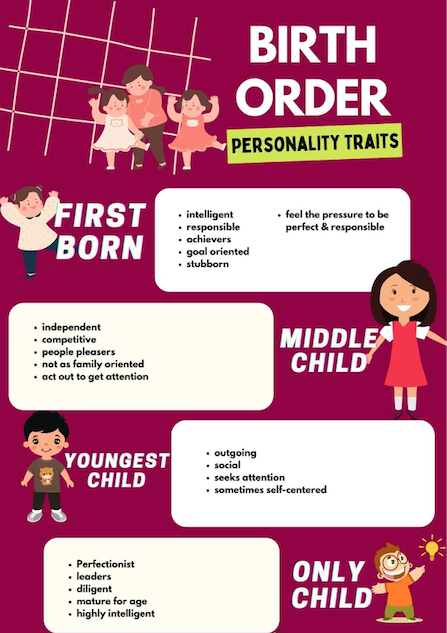 BIRTH
ORDER
PERSONALITY TRAITS
FIRST
BORN
• intelligent
• responsible
• achievers
• goal oriented
• stubborn
• feel the pressure to be
perfect & responsible
• independent
• competitive
• people pleasers
• not as family oriented
• act out to get attention
MIDDLE
CHILD
YOUNGEST
CHILD
• outgoing
• social
• seeks attention
• sometimes self-centered
• Perfectionist
• leaders
• diligent
• mature for age
• highly intelligent
ONLY
CHILD